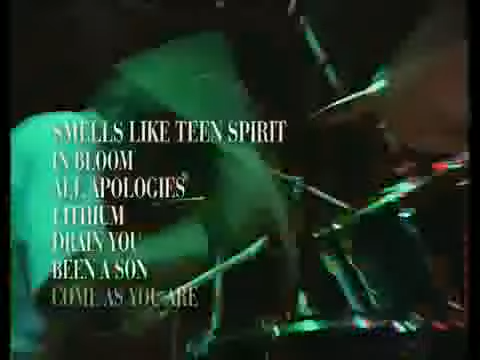 SMELLS LIKE TEEN SPIRIT
IN BLOOM
ALL APOLOGIES
LITHIUM
DRAIN YOU
BEEN A SON
COME AS YOU ARE